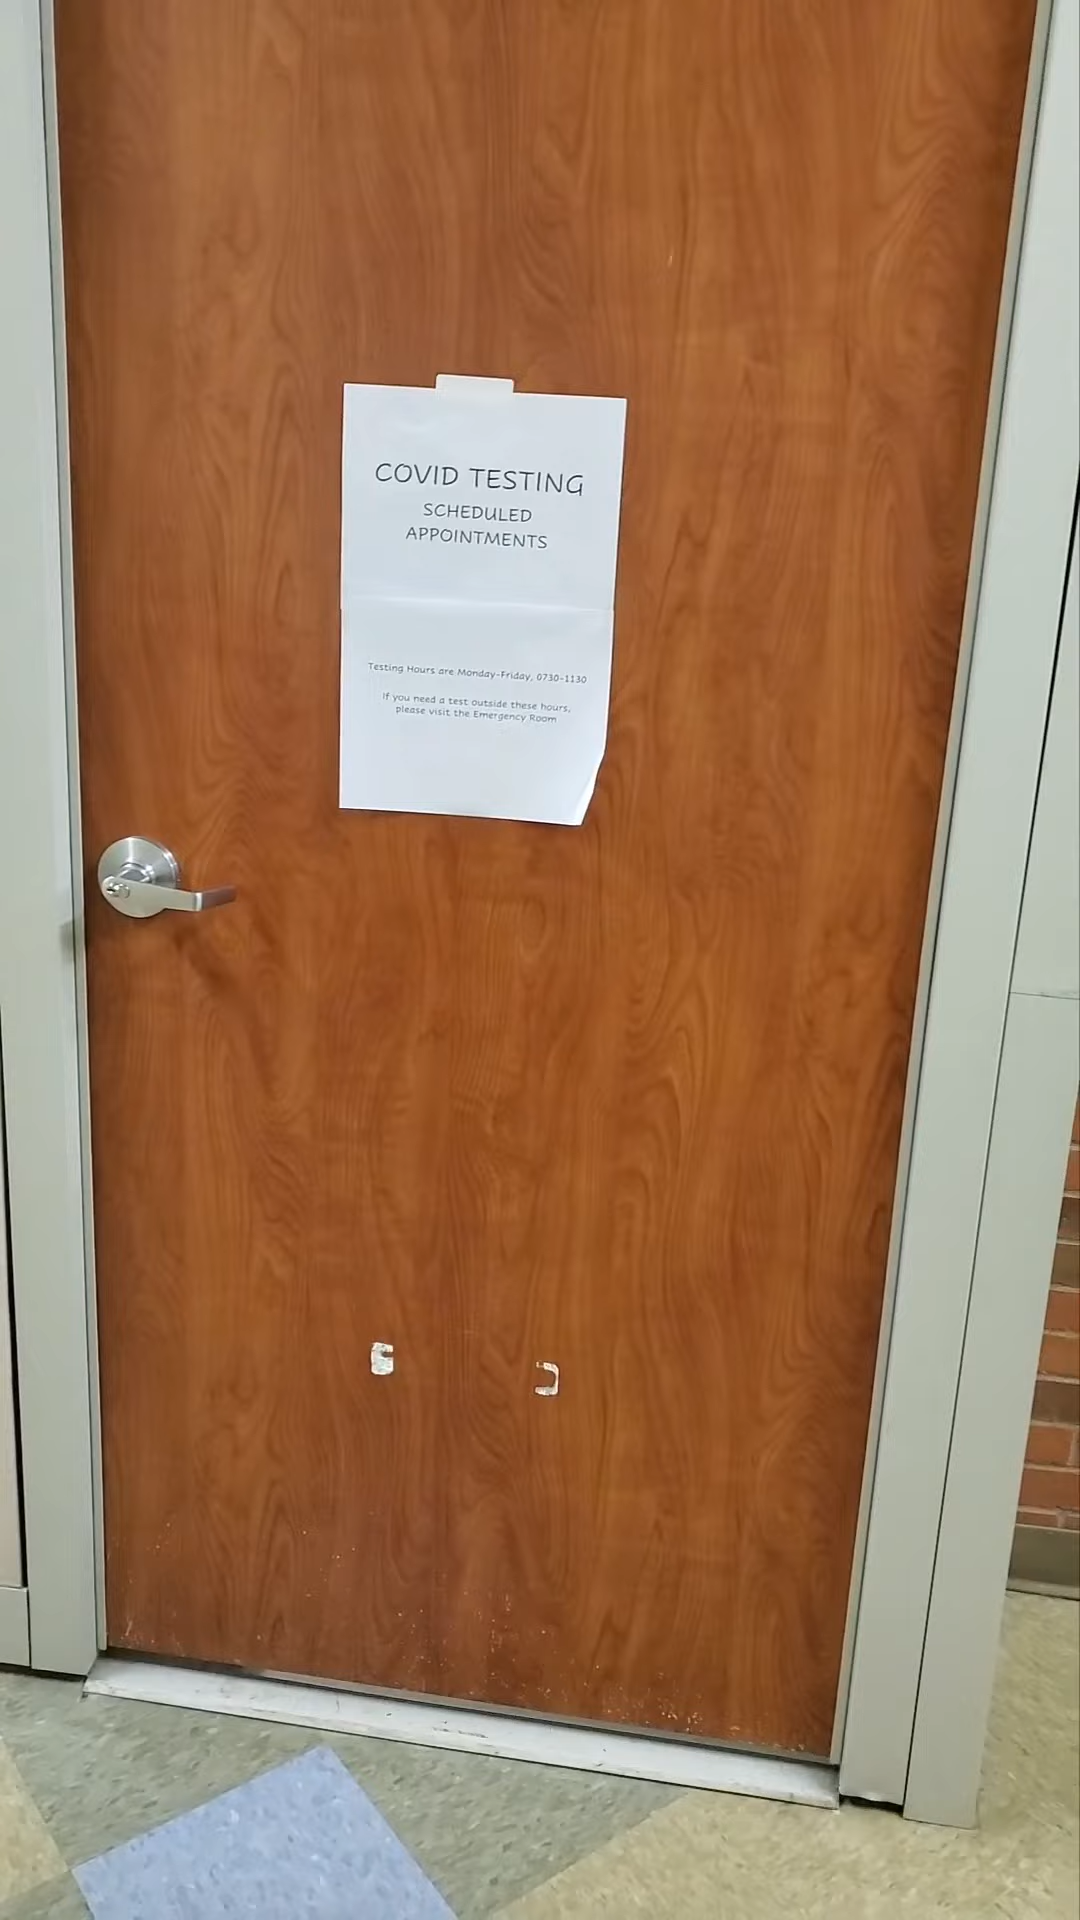 COVID TESTING
SCHEDULED
APPOINTMENTS
Testing Hours are Monday-Friday, 0730-1130
If you need a test outside these hours,
please visit the Emergency Room